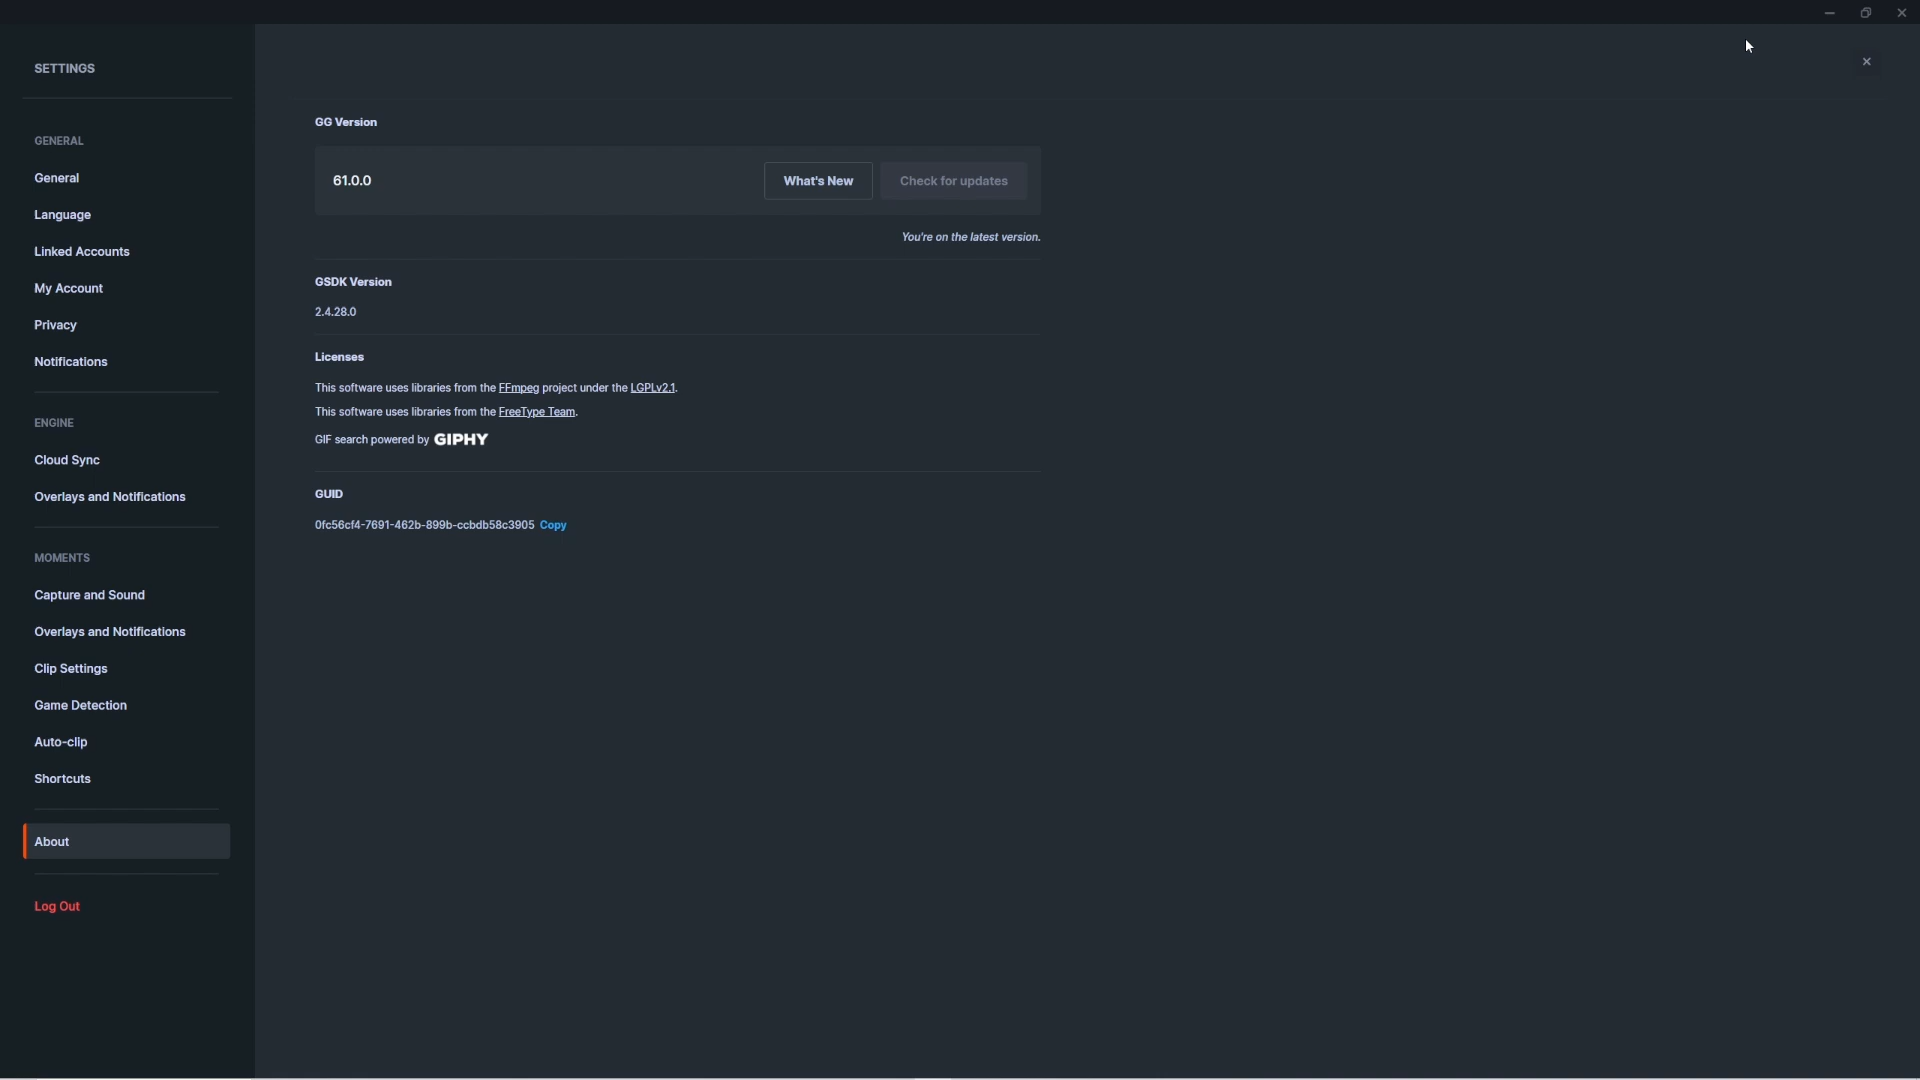 SETTINGS
GENERAL
General
Language
Linked Accounts
My Account
Privacy
Notifications
ENGINE
Cloud Sync
Overlays and Notifications
MOMENTS
Capture and Sound
Overlays and Notifications
Clip Settings
Game Detection
Auto-clip
Shortcuts
About
Log Out
GG Version
61.0.0 What's New Check for updates
You're on the latest version.
GSDK Version
2.4.28.0
Licenses
This software uses libraries from the FFmpeg project under the LGPLv2.1.
This software uses libraries from the FreeType Team.
GIF search powered by GIPHY
GUID
0fc56cf4-7691-462b-899b-ccbdb58c3905 Copy